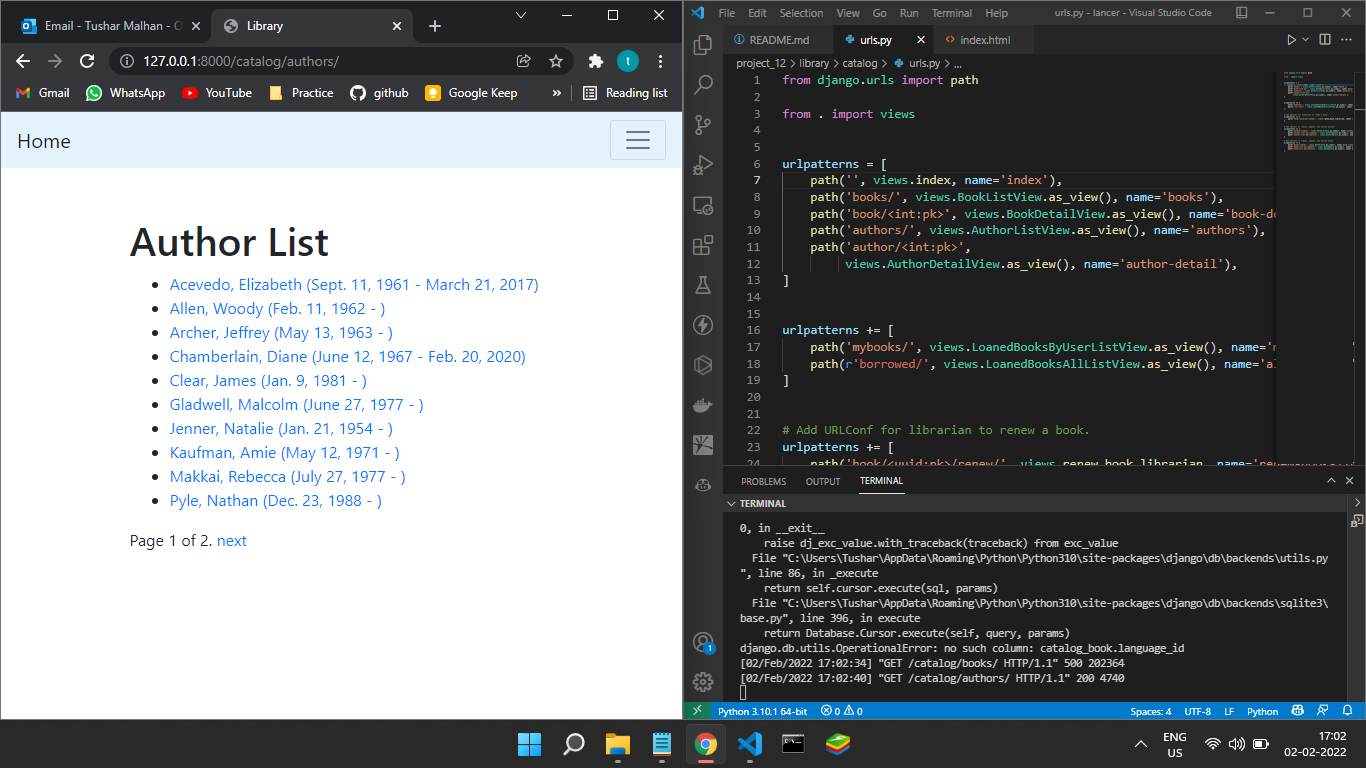 Email - Tushar Malhan - O
Library
127.0.0.1:8000/catalog/authors/
t
Gmail
WhatsApp
YouTube
Practice
github
Google Keep
»
Reading list
Home
Author List
Acevedo, Elizabeth (Sept. 11, 1961 - March 21, 2017)
Allen, Woody (Feb. 11, 1962 - )
Archer, Jeffrey (May 13, 1963 - )
Chamberlain, Diane (June 12, 1967 - Feb. 20, 2020)
Clear, James (Jan. 9, 1981 - )
Gladwell, Malcolm (June 27, 1977 - )
Jenner, Natalie (Jan. 21, 1954 - )
Kaufman, Amie (May 12, 1971 - )
Makkai, Rebecca (July 27, 1977 - )
Pyle, Nathan (Dec. 23, 1988 - )
Page 1 of 2. next
File Edit Selection View Go Run Terminal Help
urls.py - lancer - Visual Studio Code
README.md
urls.py
index.html
project_12 > library > catalog > urls.py > ...
1 from django.urls import path
2
3 from . import views
4
5
6 urlpatterns = [
7 path('', views.index, name='index'),
8 path('books/', views.BookListView.as_view(), name='books'),
9 path('book/<int:pk>', views.BookDetailView.as_view(), name='book-de
10 path('authors/', views.AuthorListView.as_view(), name='authors'),
11 path('author/<int:pk>',
12 views.AuthorDetailView.as_view(), name='author-detail'),
13 ]
14
15
16 urlpatterns += [
17 path('mybooks/', views.LoanedBooksByUserListView.as_view(), name='m
18 path(r'borrowed/', views.LoanedBooksAllListView.as_view(), name='al
19 ]
20
21
22 # Add URLConf for librarian to renew a book.
23 urlpatterns += [
24 path('book/<uuid:pk>/renew/', views.renew_book_librarian, name='re
PROBLEMS
OUTPUT
TERMINAL
TERMINAL
0, in __exit__
raise dj_exc_value.with_traceback(traceback) from exc_value
File "C:\Users\Tushar\AppData\Roaming\Python\Python310\site-packages\django\db\backends\utils.py
", line 86, in _execute
return self.cursor.execute(sql, params)
File "C:\Users\Tushar\AppData\Roaming\Python\Python310\site-packages\django\db\backends\sqlite3\
base.py", line 396, in execute
return Database.Cursor.execute(self, query, params)
django.db.utils.OperationalError: no such column: catalog_book.language_id
[02/Feb/2022 17:02:34] "GET /catalog/books/ HTTP/1.1" 500 202364
[02/Feb/2022 17:02:40] "GET /catalog/authors/ HTTP/1.1" 200 4740
1
Python 3.10.1 64-bit
0
0
Spaces: 4
UTF-8
LF
Python
ENG
US
17:02
02-02-2022